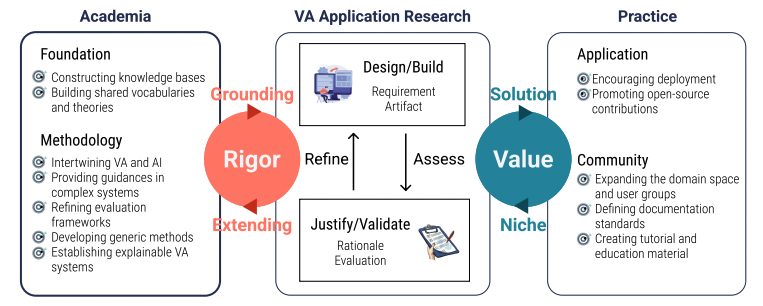 Academia
VA Application Research
Practice
Foundation
Constructing knowledge bases
Building shared vocabularies
and theories
Methodology
Intertwining VA and AI
Providing guidances in
complex systems
Refining evaluation
frameworks
Developing generic methods
Establishing explainable VA
systems
Grounding
Rigor
Extending
Design/Build
Requirement
Artifact
Refine
Assess
Justify/Validate
Rationale
Evaluation
Solution
Value
Niche
Application
Encouraging deployment
Promoting open-source
contributions
Community
Expanding the domain space
and user groups
Defining documentation
standards
Creating tutorial and
education material